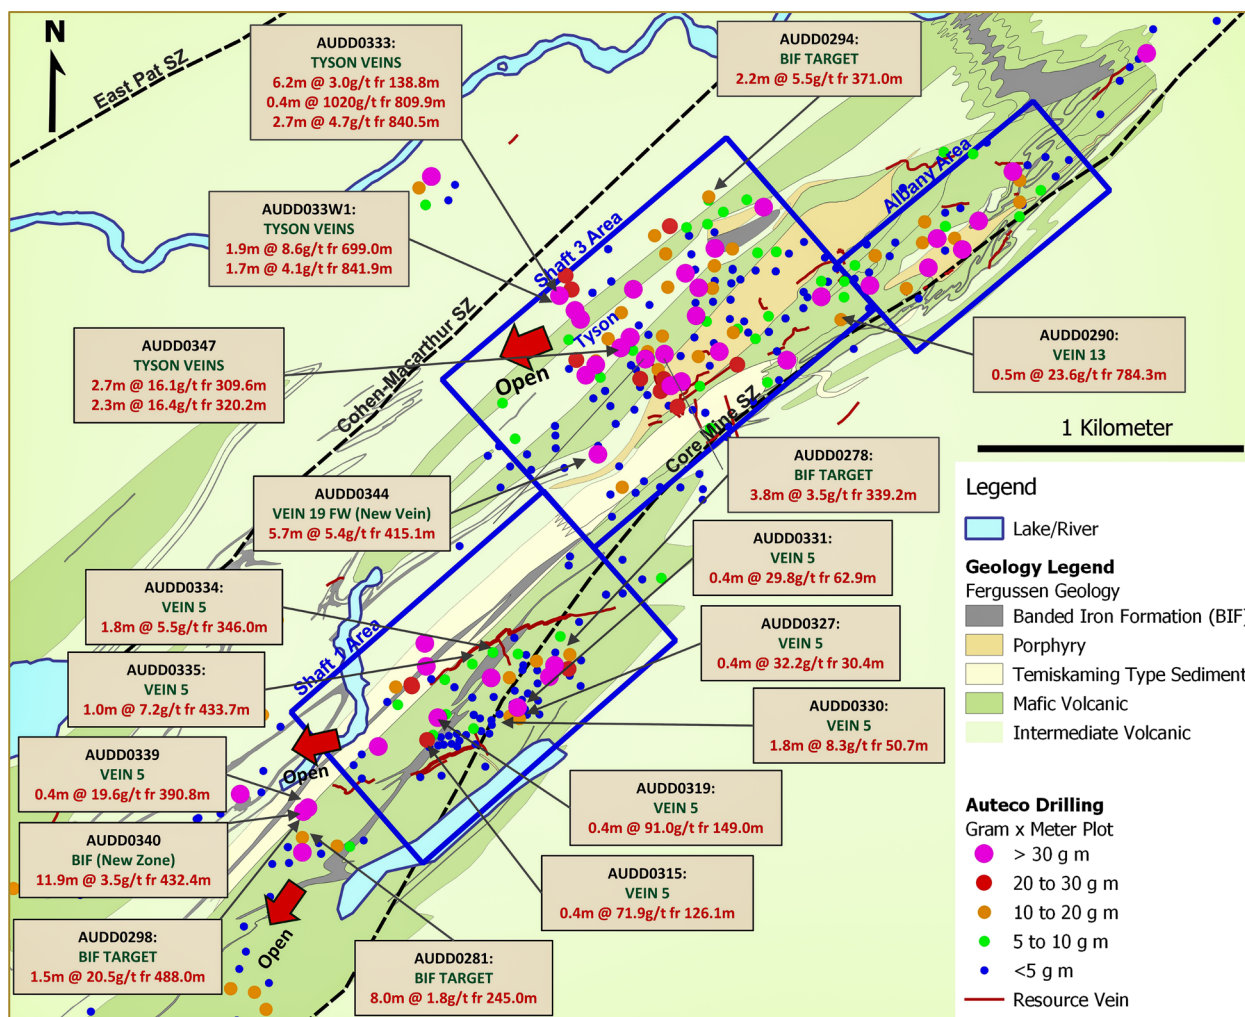 N
East Pat SZ
AUDD0333:
TYSON VEINS
6.2m @ 3.0g/t fr 138.8m
0.4m @ 1020g/t fr 809.9m
2.7m @ 4.7g/t fr 840.5m
AUDD0294:
BIF TARGET
2.2m @ 5.5g/t fr 371.0m
AUDD033W1:
TYSON VEINS
1.9m @ 8.6g/t fr 699.0m
1.7m @ 4.1g/t fr 841.9m
Shaft 3 Area
Albany Area
Tyson
Open
Cohen-Macarthur SZ
AUDD0347
TYSON VEINS
2.7m @ 16.1g/t fr 309.6m
2.3m @ 16.4g/t fr 320.2m
AUDD0290:
VEIN 13
0.5m @ 23.6g/t fr 784.3m
1 Kilometer
Core Mine SZ
AUDD0278:
BIF TARGET
3.8m @ 3.5g/t fr 339.2m
AUDD0344
VEIN 19 FW (New Vein)
5.7m @ 5.4g/t fr 415.1m
AUDD0331:
VEIN 5
0.4m @ 29.8g/t fr 62.9m
AUDD0334:
VEIN 5
1.8m @ 5.5g/t fr 346.0m
AUDD0327:
VEIN 5
0.4m @ 32.2g/t fr 30.4m
Shaft 1 Area
AUDD0335:
VEIN 5
1.0m @ 7.2g/t fr 433.7m
AUDD0330:
VEIN 5
1.8m @ 8.3g/t fr 50.7m
Open
AUDD0339
VEIN 5
0.4m @ 19.6g/t fr 390.8m
AUDD0319:
VEIN 5
0.4m @ 91.0g/t fr 149.0m
AUDD0340
BIF (New Zone)
11.9m @ 3.5g/t fr 432.4m
AUDD0315:
VEIN 5
0.4m @ 71.9g/t fr 126.1m
Open
AUDD0298:
BIF TARGET
1.5m @ 20.5g/t fr 488.0m
AUDD0281:
BIF TARGET
8.0m @ 1.8g/t fr 245.0m
Legend
Lake/River
Geology Legend
Fergussen Geology
Banded Iron Formation (BIF)
Porphyry
Temiskaming Type Sediment
Mafic Volcanic
Intermediate Volcanic
Auteco Drilling
Gram x Meter Plot
> 30 g m
20 to 30 g m
10 to 20 g m
5 to 10 g m
<5 g m
Resource Vein